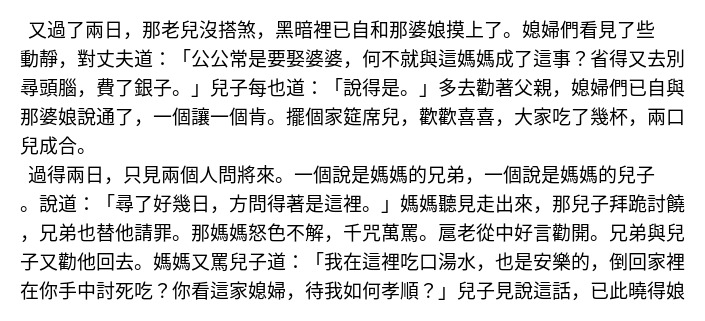 又過了兩日，那老兒沒搭煞，黑暗裡已自和那婆娘摸上了。媳婦們看見了些
動靜，對丈夫道：「公公常是要娶婆婆，何不就與這媽媽成了這事？省得又去別
尋頭腦，費了銀子。」兒子每也道：「說得是。」多去勸著父親，媳婦們已自與
那婆娘說通了，一個讓一個肯。擺個家筵席兒，歡歡喜喜，大家吃了幾杯，兩口
兒成合。
過得兩日，只見兩個人問將來。一個說是媽媽的兄弟，一個說是媽媽的兒子
。說道：「尋了好幾日，方問得著是這裡。」媽媽聽見走出來，那兒子拜跪討饒
，兄弟也替他請罪。那媽媽怒色不解，千咒萬罵。扈老從中好言勸開。兄弟與兒
子又勸他回去。媽媽又罵兒子道：「我在這裡吃口湯水，也是安樂的，倒回家裡
在你手中討死吃？你看這家媳婦，待我如何孝順？」兒子見說這話，已此曉得娘